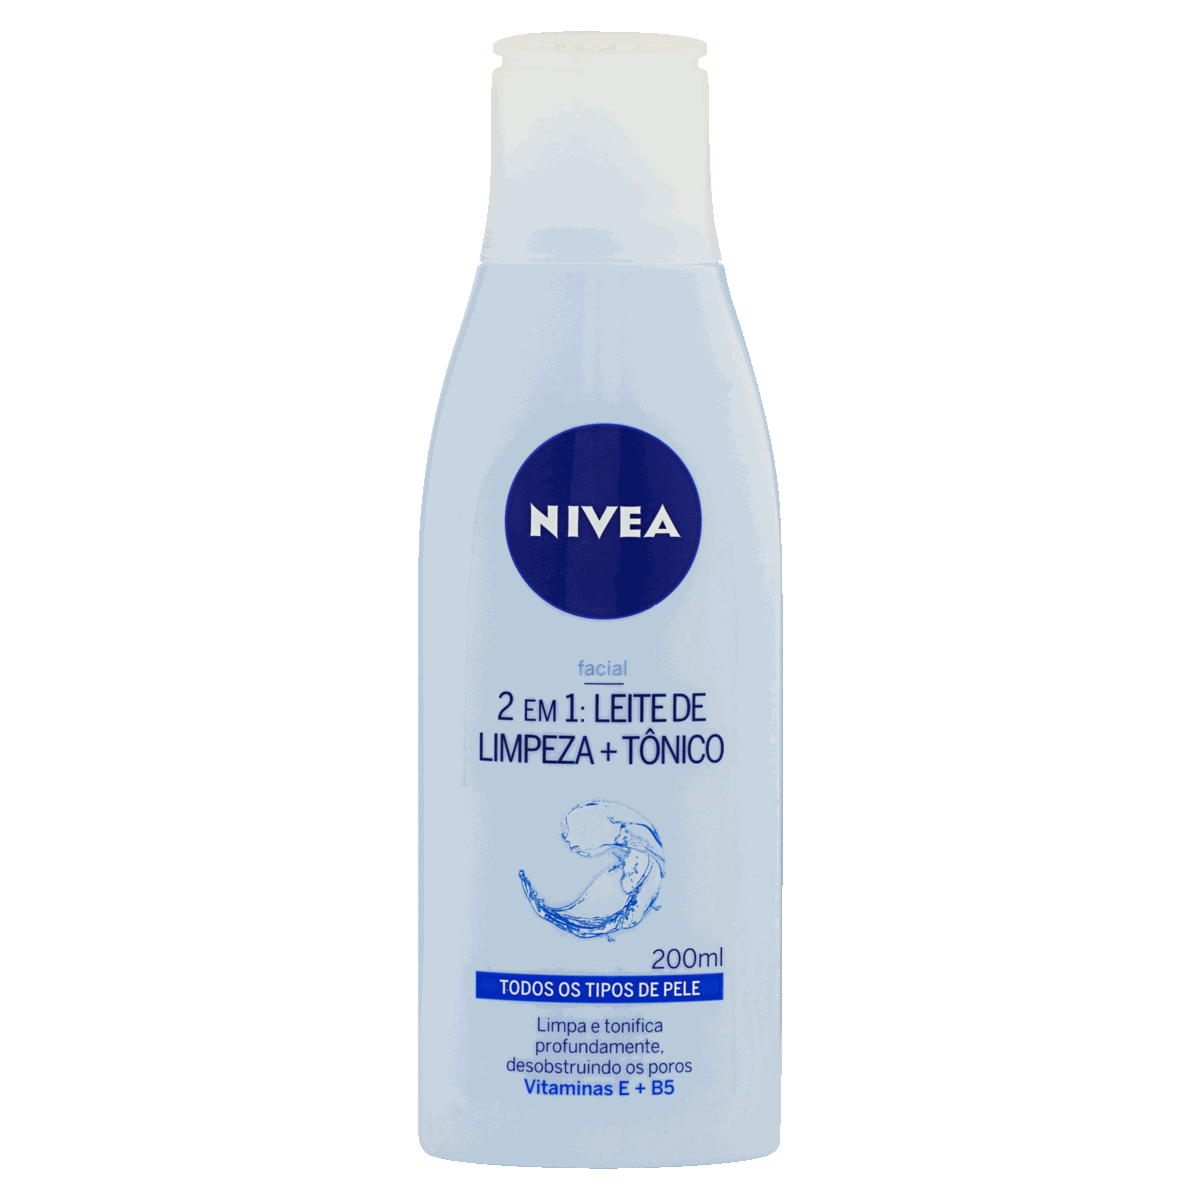 NIVEA
facial
2 EM 1: LEITE DE
LIMPEZA + TÔNICO
200ml
TODOS OS TIPOS DE PELE
Limpa e tonifica
profundamente,
desobstruindo os poros
Vitaminas E + B5